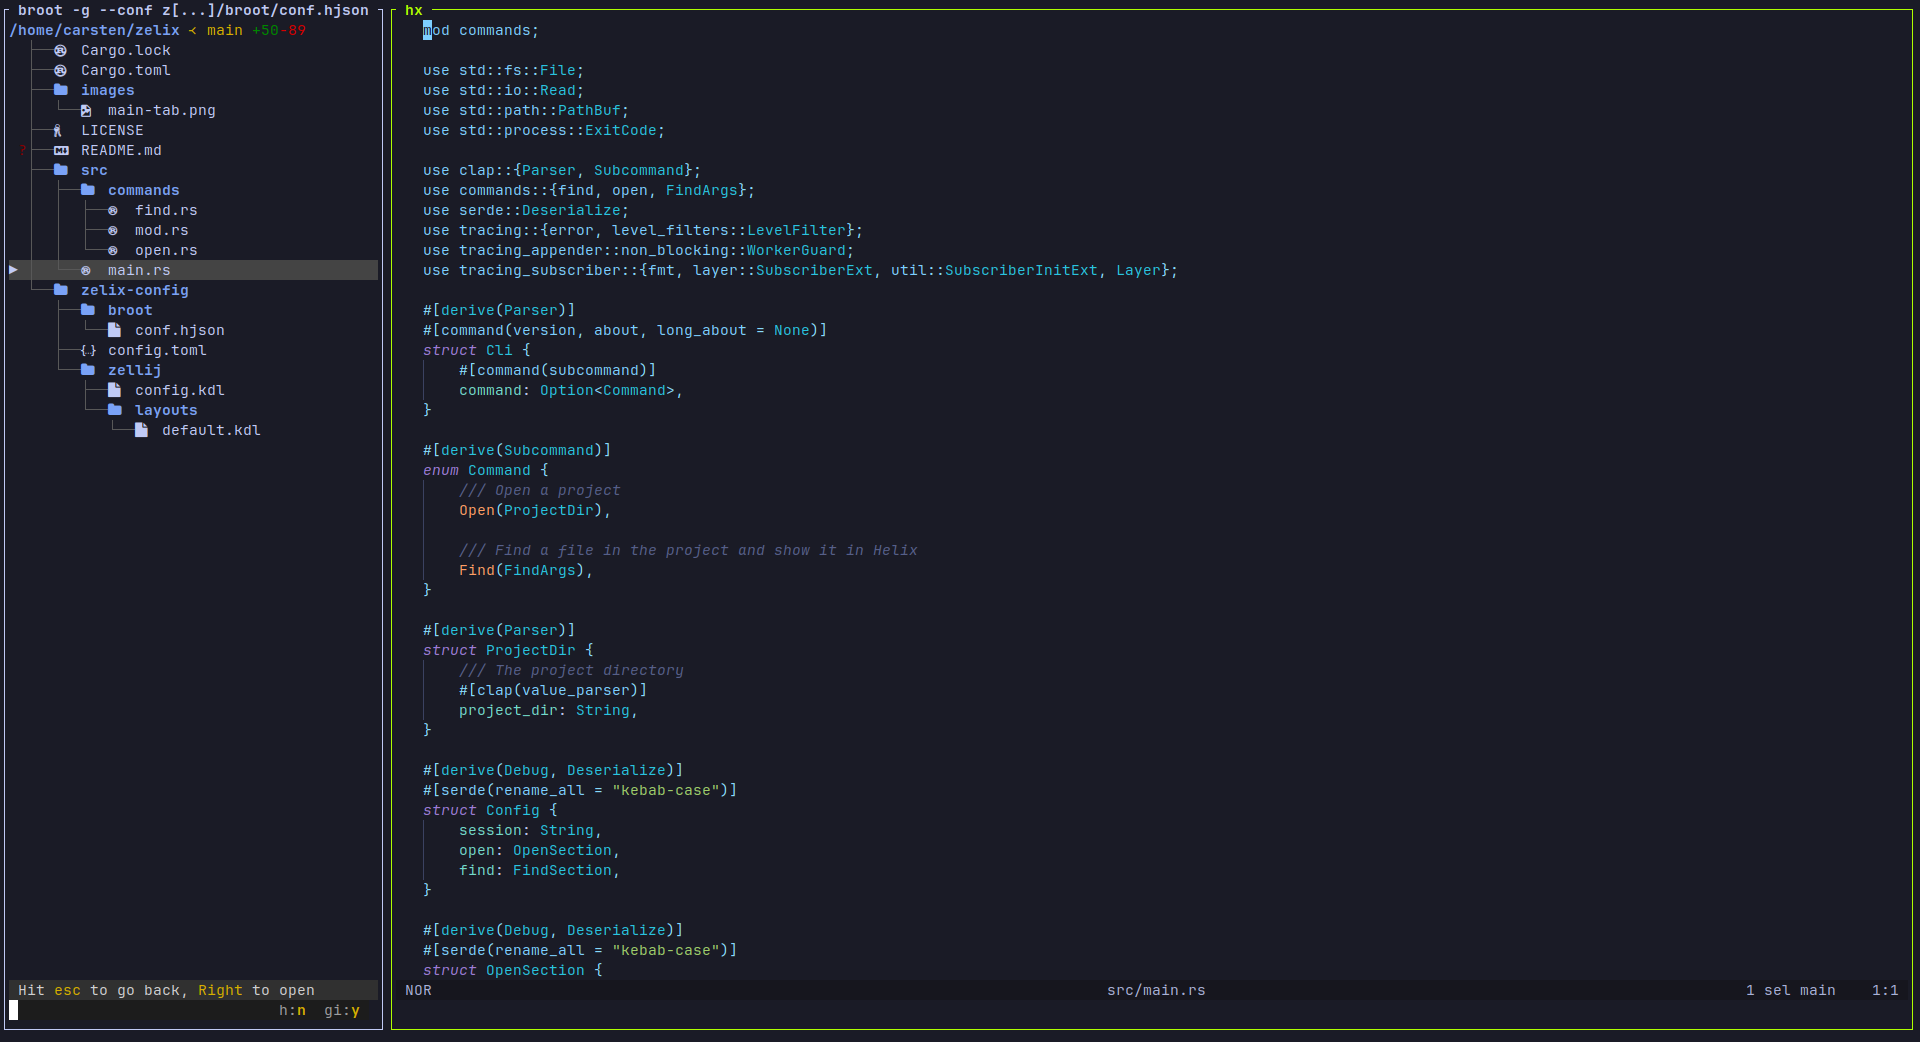 broot -g --conf z[...]/broot/conf.hjson
/home/carsten/zelix main +50-89
Cargo.lock
Cargo.toml
images
main-tab.png
LICENSE
? README.md
src
commands
find.rs
mod.rs
open.rs
main.rs
zelix-config
broot
conf.hjson
{..} config.toml
zellij
config.kdl
layouts
default.kdl
Hit esc to go back, Right to open
h:n gi:y
hx
mod commands;
use std::fs::File;
use std::io::Read;
use std::path::PathBuf;
use std::process::ExitCode;
use clap::{Parser, Subcommand};
use commands::{find, open, FindArgs};
use serde::Deserialize;
use tracing::{error, level_filters::LevelFilter};
use tracing_appender::non_blocking::WorkerGuard;
use tracing_subscriber::{fmt, layer::SubscriberExt, util::SubscriberInitExt, Layer};
#[derive(Parser)]
#[command(version, about, long_about = None)]
struct Cli {
#[command(subcommand)]
command: Option<Command>,
}
#[derive(Subcommand)]
enum Command {
/// Open a project
Open(ProjectDir),
/// Find a file in the project and show it in Helix
Find(FindArgs),
}
#[derive(Parser)]
struct ProjectDir {
/// The project directory
#[clap(value_parser)]
project_dir: String,
}
#[derive(Debug, Deserialize)]
#[serde(rename_all = "kebab-case")]
struct Config {
session: String,
open: OpenSection,
find: FindSection,
}
#[derive(Debug, Deserialize)]
#[serde(rename_all = "kebab-case")]
struct OpenSection {
NOR src/main.rs 1 sel main 1:1